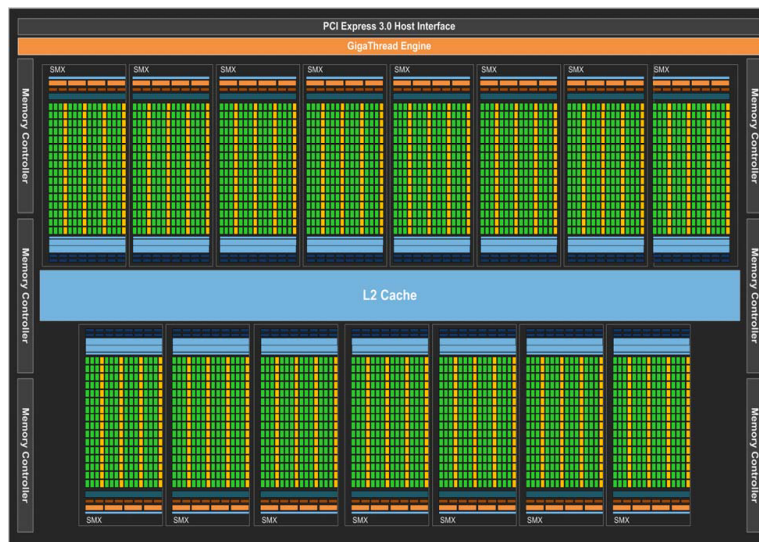 PCI Express 3.0 Host Interface
GigaThread Engine
SMX
SMX
SMX
SMX
SMX
SMX
SMX
SMX
Memory Controller
Memory Controller
Memory Controller
Memory Controller
Memory Controller
Memory Controller
L2 Cache
SMX
SMX
SMX
SMX
SMX
SMX
SMX